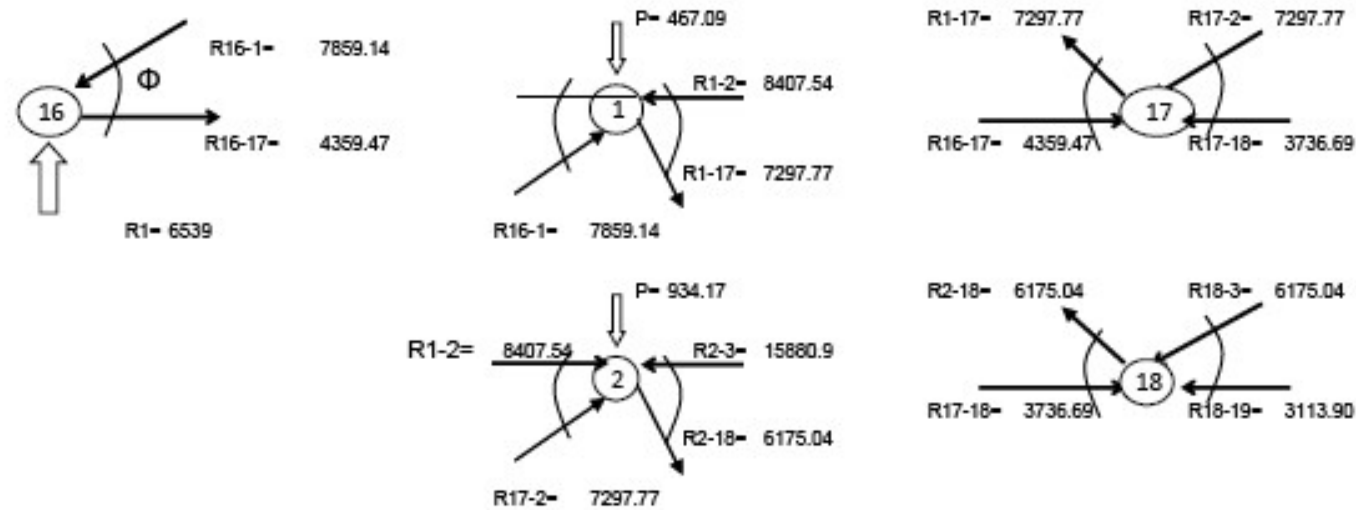 R16-1= 7859.14
Φ
16
R16-17= 4359.47
R1= 6539
P= 467.09
R1-2= 8407.54
1
R1-17= 7297.77
R16-1= 7859.14
R1-17= 7297.77
R17-2= 7297.77
17
R16-17= 4359.47
R17-18= 3736.69
P= 934.17
R1-2= 8407.54
R2-3= 15880.9
2
R2-18= 6175.04
R17-2= 7297.77
R2-18= 6175.04
R18-3= 6175.04
18
R17-18= 3736.69
R18-19= 3113.90